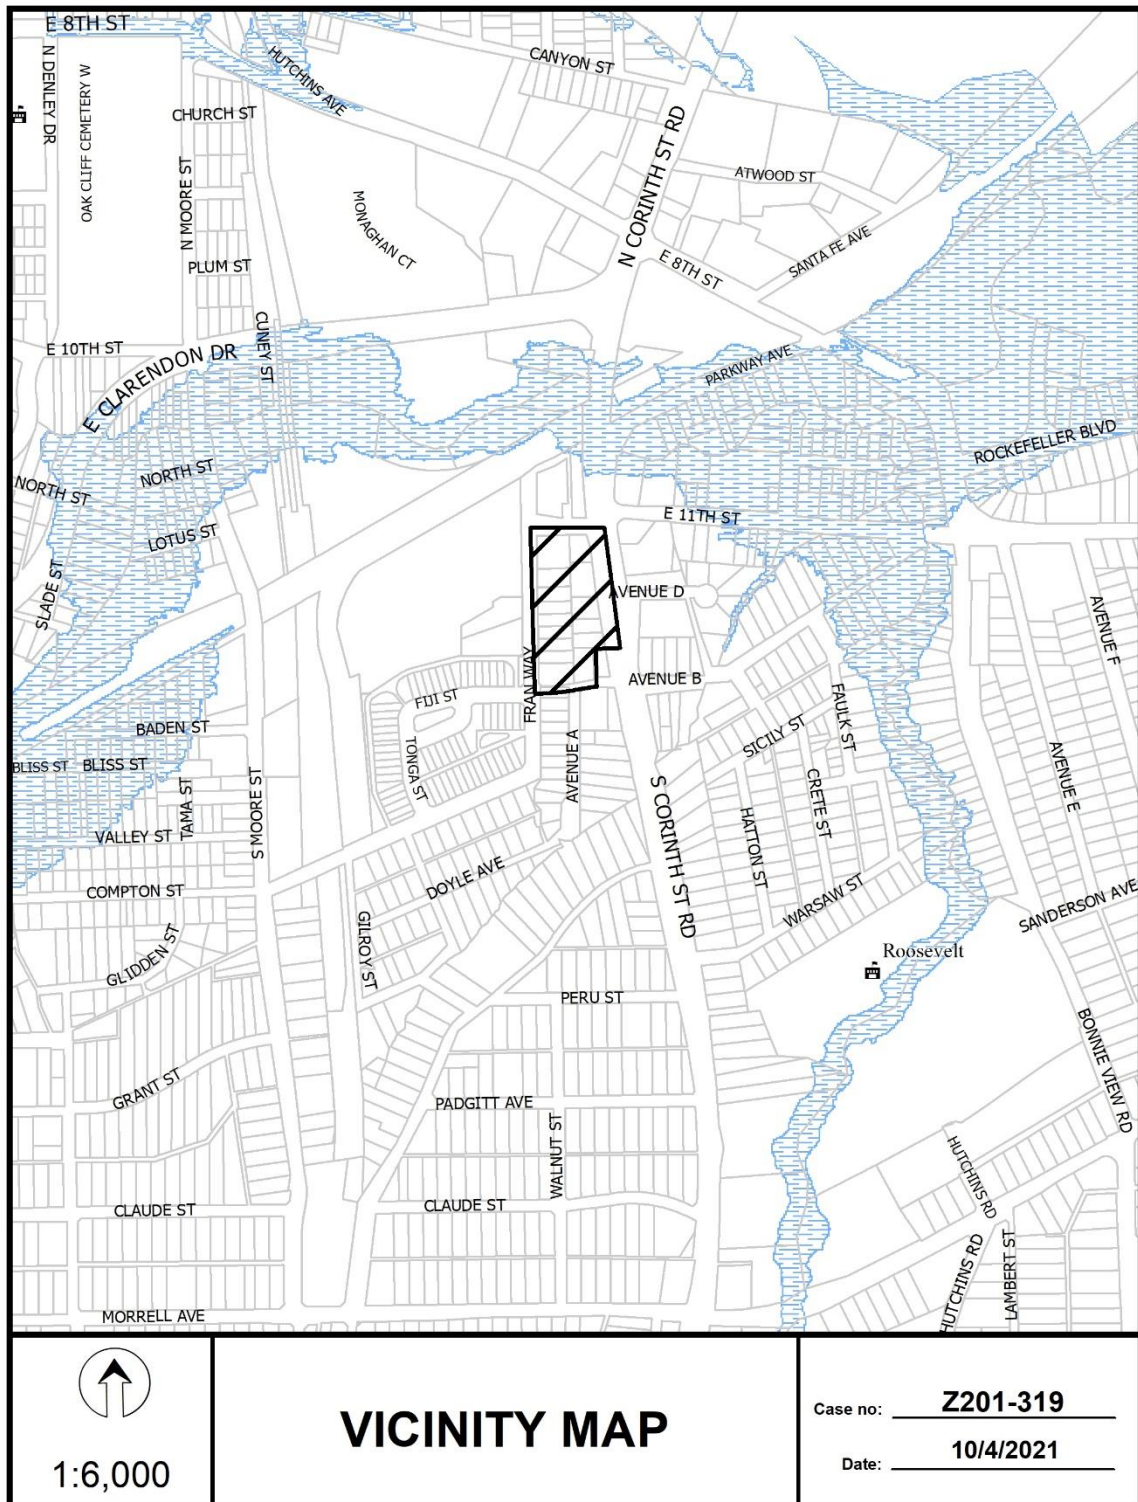 E 8TH ST
N DENLEY DR
OAK CLIFF CEMETERY W
HUTCHINS AVE
CANYON ST
CHURCH ST
N MOORE ST
MONAGHAN CT
N CORINTH ST RD
ATWOOD ST
SANTA FE AVE
E 8TH ST
PLUM ST
CUNEY ST
E 10TH ST
E CLARENDON DR
PARKWAY AVE
ROCKEFELLER BLVD
NORTH ST
NORTH ST
LOTUS ST
SLADE ST
E 11TH ST
AVENUE D
AVENUE F
FRAN WAY
AVENUE B
FIJI ST
TONGA ST
AVENUE A
BADEN ST
BLISS ST
BLISS ST
TAMA ST
S MOORE ST
VALLEY ST
COMPTON ST
GLIDDEN ST
SICILY ST
FAULK ST
CRETE ST
HATTON ST
AVENUE E
S CORINTH ST RD
DOYLE AVE
WARSAW ST
SANDERSON AVE
GILROY ST
Roosevelt
PERU ST
BONNIE VIEW RD
GRANT ST
PADGITT AVE
WALNUT ST
HUTCHINS RD
CLAUDE ST
CLAUDE ST
HUTCHINS RD
LAMBERT ST
MORRELL AVE
1:6,000
VICINITY MAP
Case no: Z201-319
Date: 10/4/2021